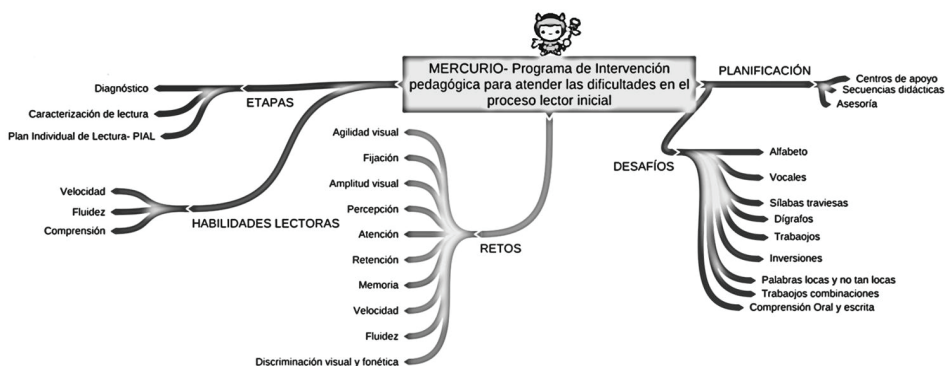 MERCURIO- Programa de Intervención
pedagógica para atender las dificultades en el
proceso lector inicial
ETAPAS
Diagnóstico
Caracterización de lectura
Plan Individual de Lectura- PIAL
HABILIDADES LECTORAS
Velocidad
Fluidez
Comprensión
RETOS
Agilidad visual
Fijación
Amplitud visual
Percepción
Atención
Retención
Memoria
Velocidad
Fluidez
Discriminación visual y fonética
PLANIFICACIÓN
Centros de apoyo
Secuencias didácticas
Asesoría
DESAFÍOS
Alfabeto
Vocales
Sílabas traviesas
Dígrafos
Trabaojos
Inversiones
Palabras locas y no tan locas
Trabaojos combinaciones
Comprensión Oral y escrita